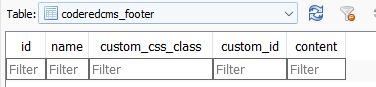 Table: coderedcms_footer
id name custom_css_class custom_id content
Filter Filter Filter Filter Filter